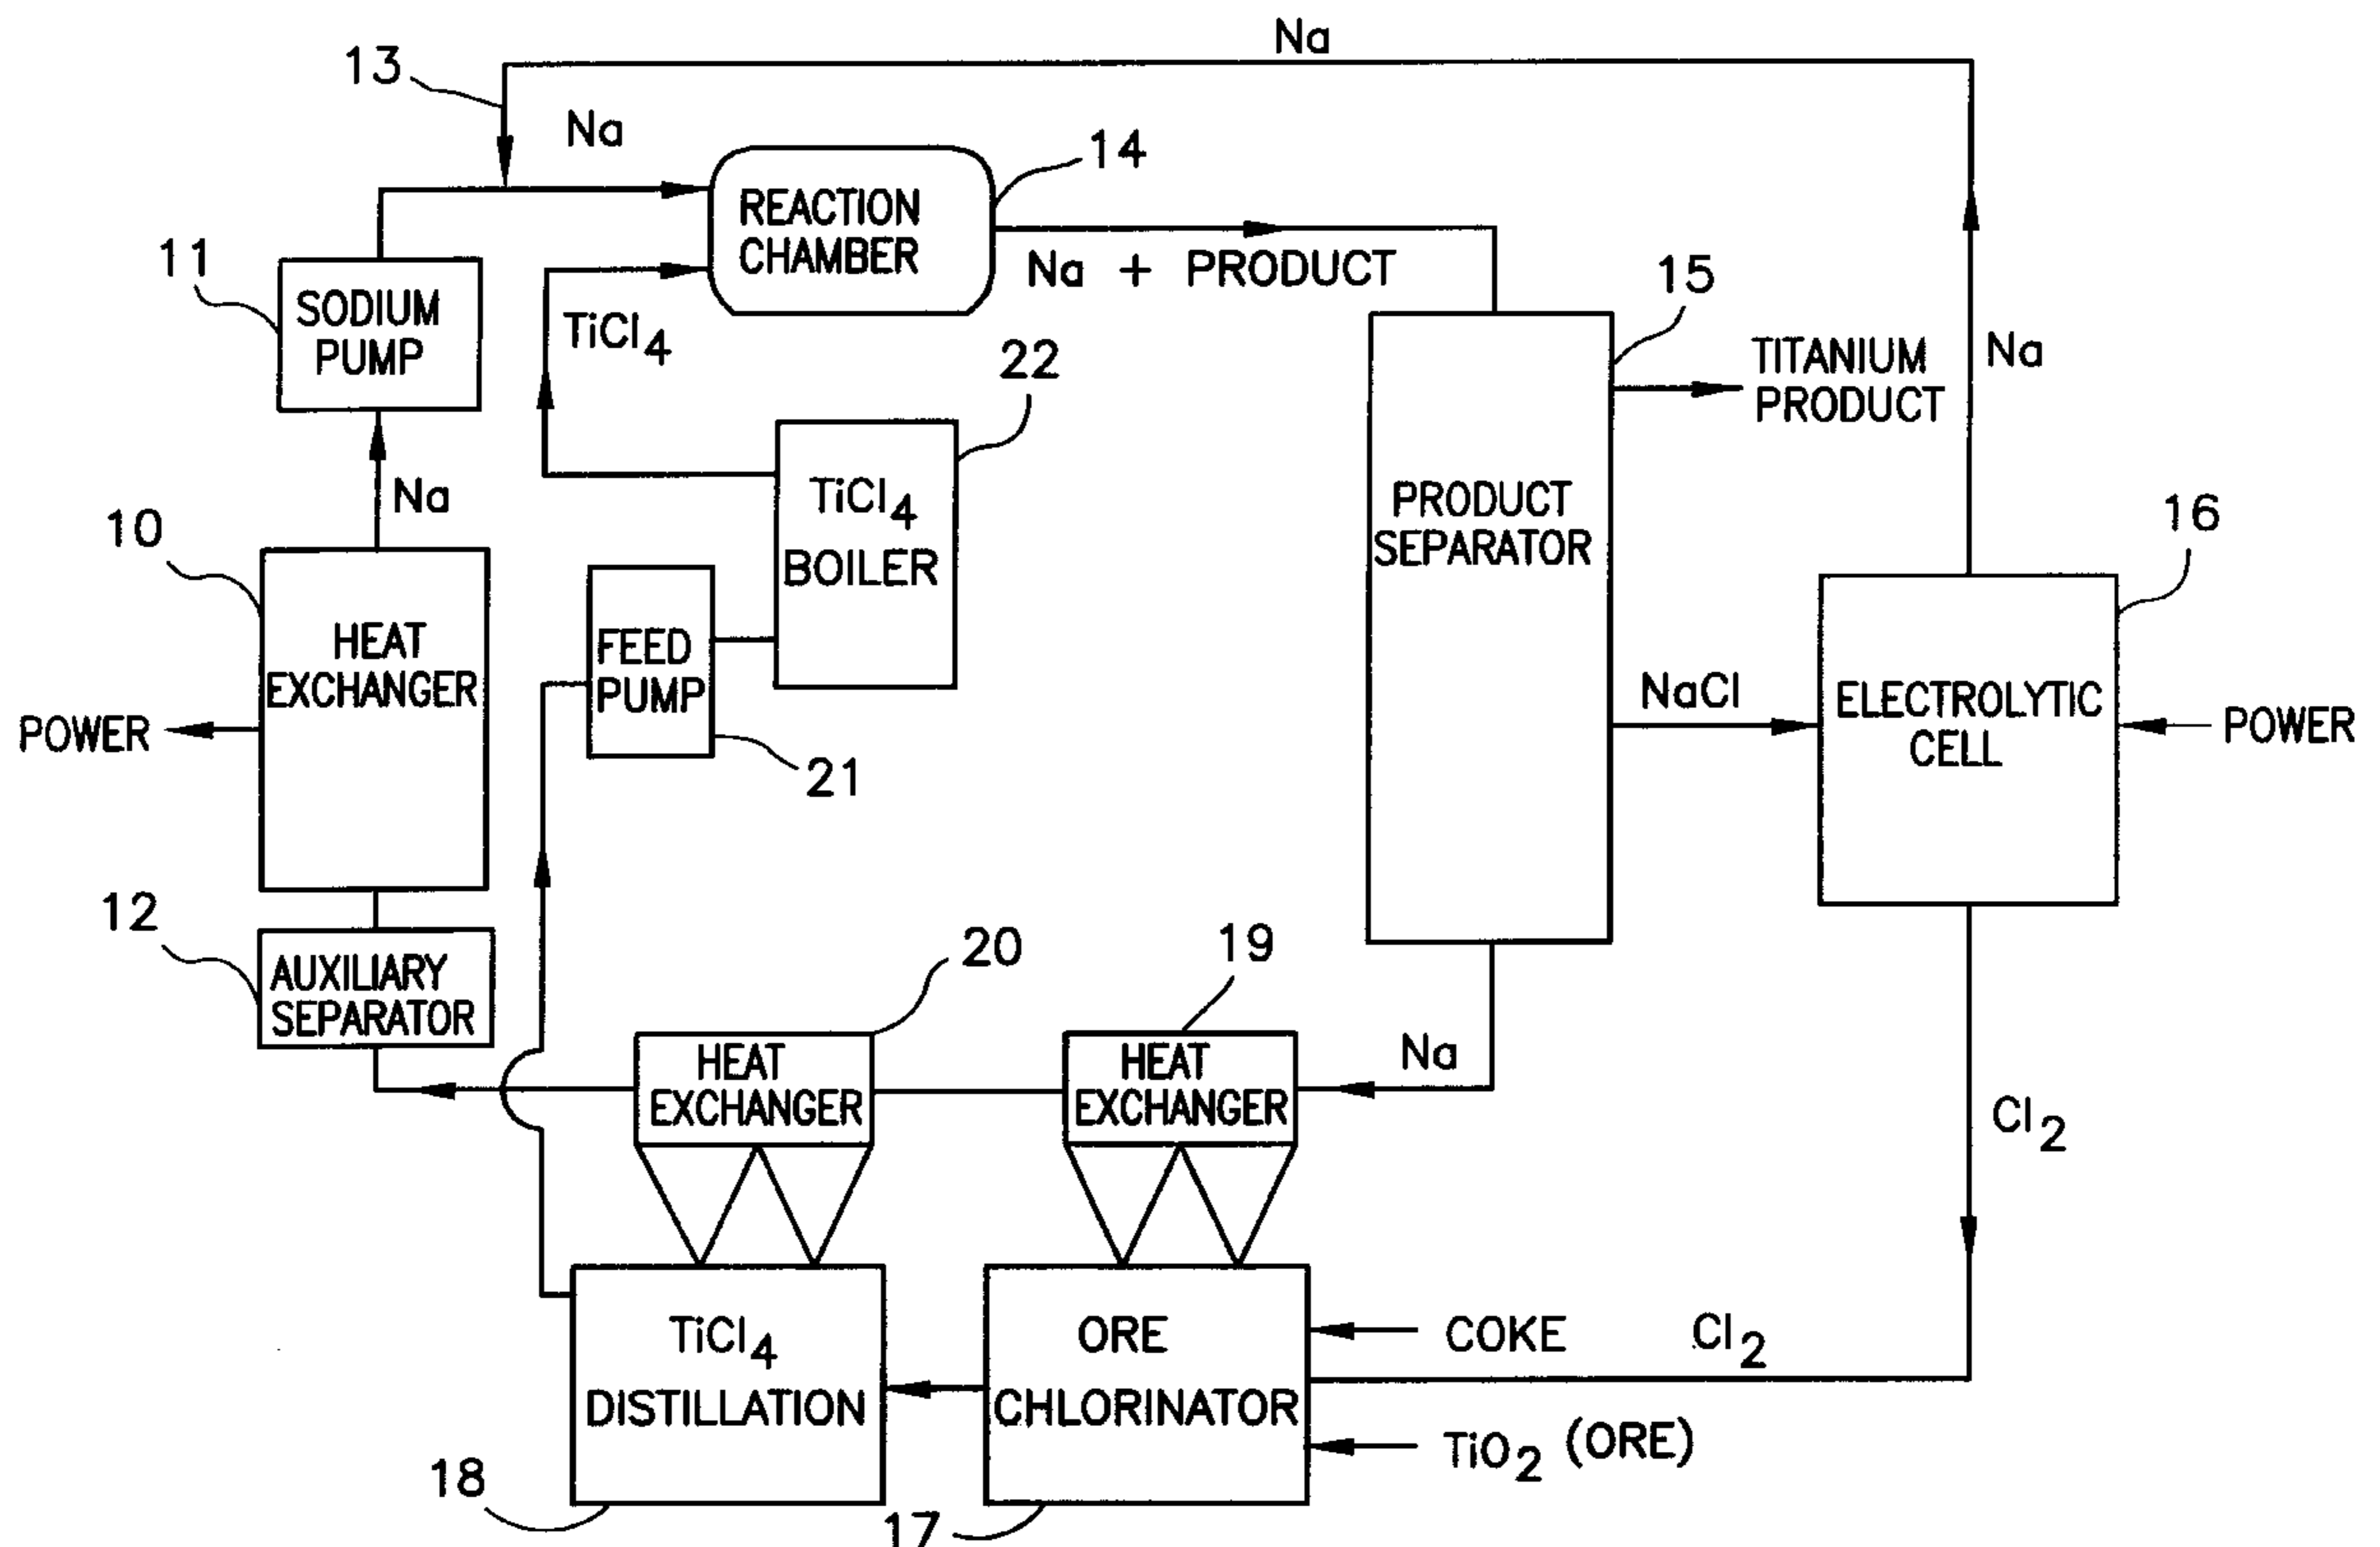 Na
13
Na
14
REACTION
CHAMBER
11
Na + PRODUCT
15
SODIUM
PUMP
TiCl4
22
TITANIUM
PRODUCT
Na
Na
TiCl4
BOILER
PRODUCT
SEPARATOR
16
10
HEAT
EXCHANGER
FEED
PUMP
NaCl
ELECTROLYTIC
CELL
POWER
POWER
21
12
20
19
AUXILIARY
SEPARATOR
HEAT
EXCHANGER
HEAT
EXCHANGER
Na
Cl2
TiCl4
DISTILLATION
ORE
CHLORINATOR
COKE
Cl2
TiO2 (ORE)
18
17